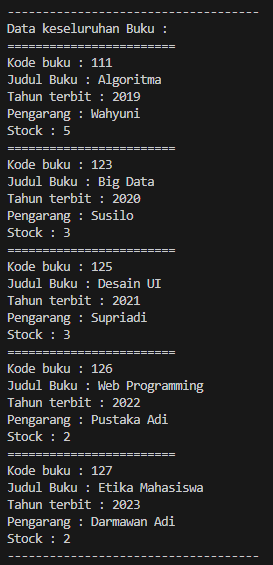 ------------------------------------
Data keseluruhan Buku :
========================
Kode buku : 111
Judul Buku : Algoritma
Tahun terbit : 2019
Pengarang : Wahyuni
Stock : 5
========================
Kode buku : 123
Judul Buku : Big Data
Tahun terbit : 2020
Pengarang : Susilo
Stock : 3
========================
Kode buku : 125
Judul Buku : Desain UI
Tahun terbit : 2021
Pengarang : Supriadi
Stock : 3
========================
Kode buku : 126
Judul Buku : Web Programming
Tahun terbit : 2022
Pengarang : Pustaka Adi
Stock : 2
========================
Kode buku : 127
Judul Buku : Etika Mahasiswa
Tahun terbit : 2023
Pengarang : Darmawan Adi
Stock : 2
------------------------------------